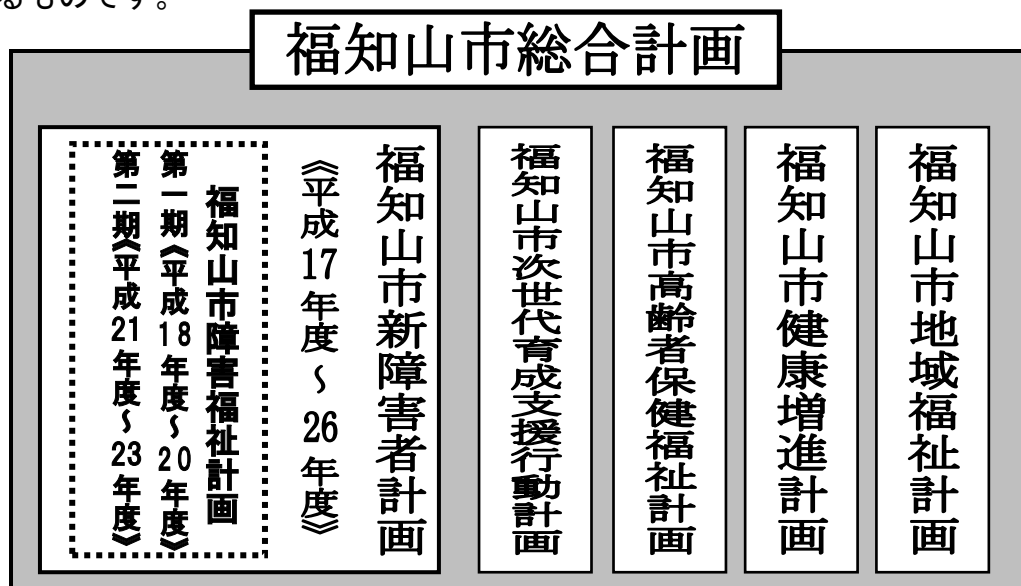 るものです。
福知山市総合計画
福知山市地域福祉計画
福知山市健康増進計画
福知山市高齢者保健福祉計画
福知山市次世代育成支援行動計画
福知山市新障害者計画
《平成17年度~26年度》
福知山市障害福祉計画
第一期《平成18年度~20年度》
第二期《平成21年度~23年度》